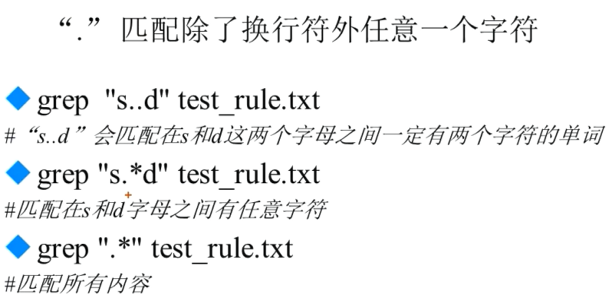 “.” 匹配除了换行符外任意一个字符
grep "s..d" test_rule.txt
#“s..d”会匹配在s和d这两个字母之间一定有两个字符的单词
grep "s.*d" test_rule.txt
#匹配在s和d字母之间有任意字符
grep ".*" test_rule.txt
#匹配所有内容